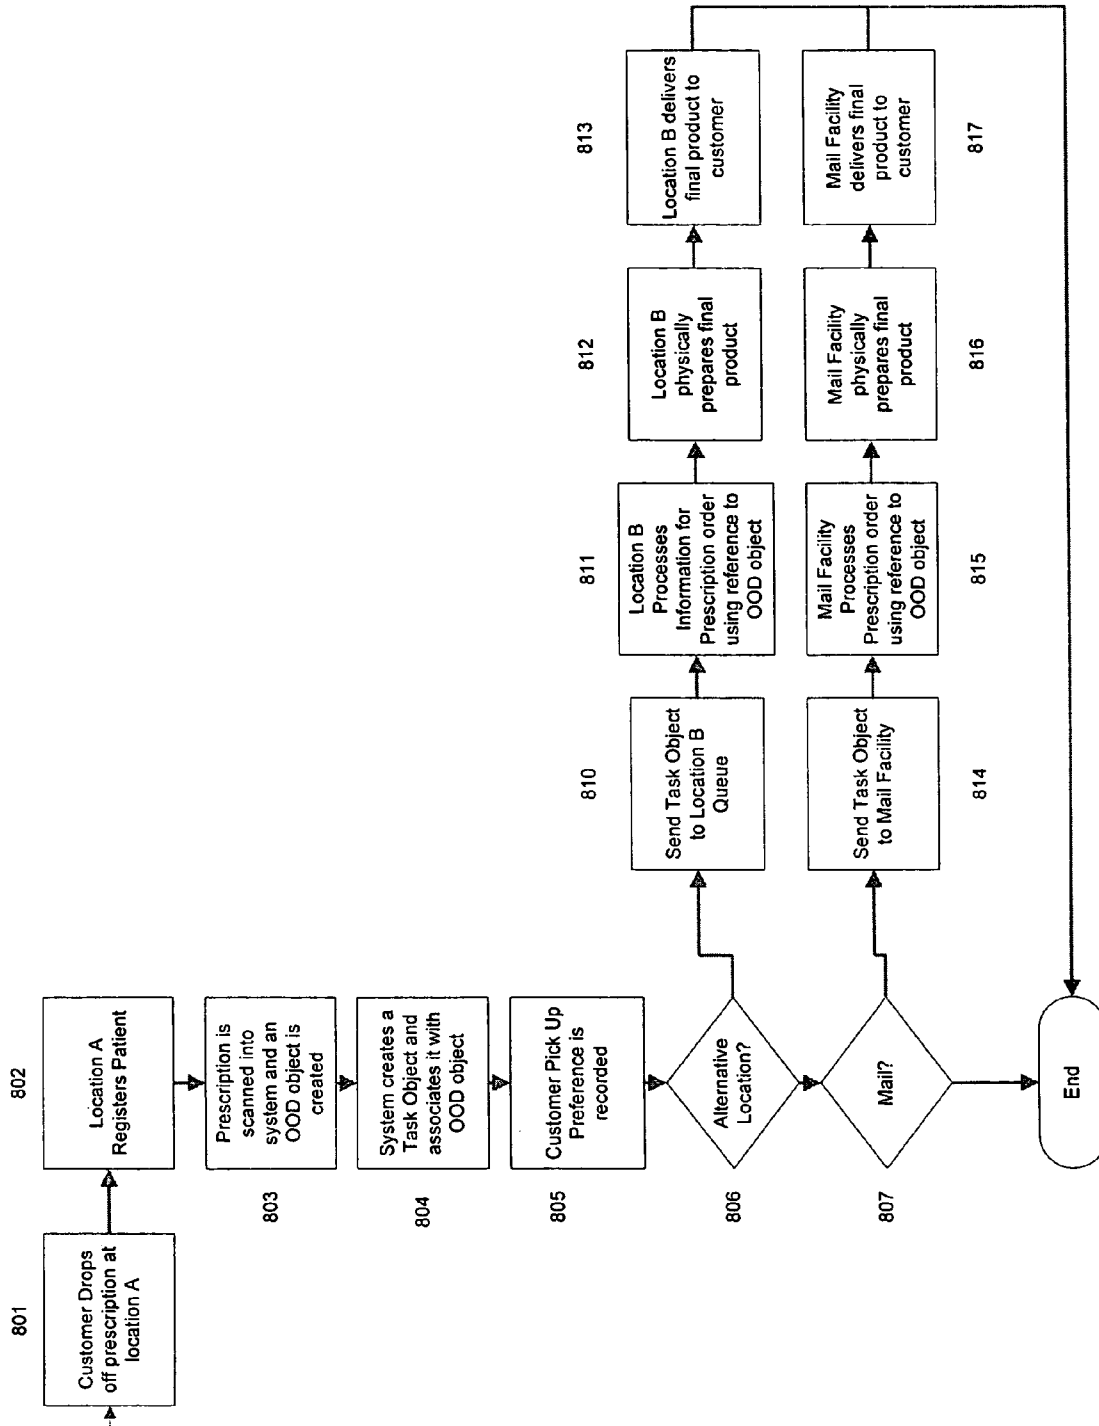 801
Customer Drops
off prescription at
location A
802
Location A
Registers Patient
803
Prescription is
scanned into
system and an
OOD object is
created
804
System creates a
Task Object and
associates it with
OOD object
805
Customer Pick Up
Preference is
recorded
806
Alternative
Location?
807
Mail?
End
810
Send Task Object
to Location B
Queue
811
Location B
Processes
Information for
Prescription order
using reference to
OOD object
812
Location B
physically
prepares final
product
813
Location B delivers
final product to
customer
814
Send Task Object
to Mail Facility
815
Mail Facility
Processes
Prescription order
using reference to
OOD object
816
Mail Facility
physically
prepares final
product
817
Mail Facility
delivers final
product to
customer